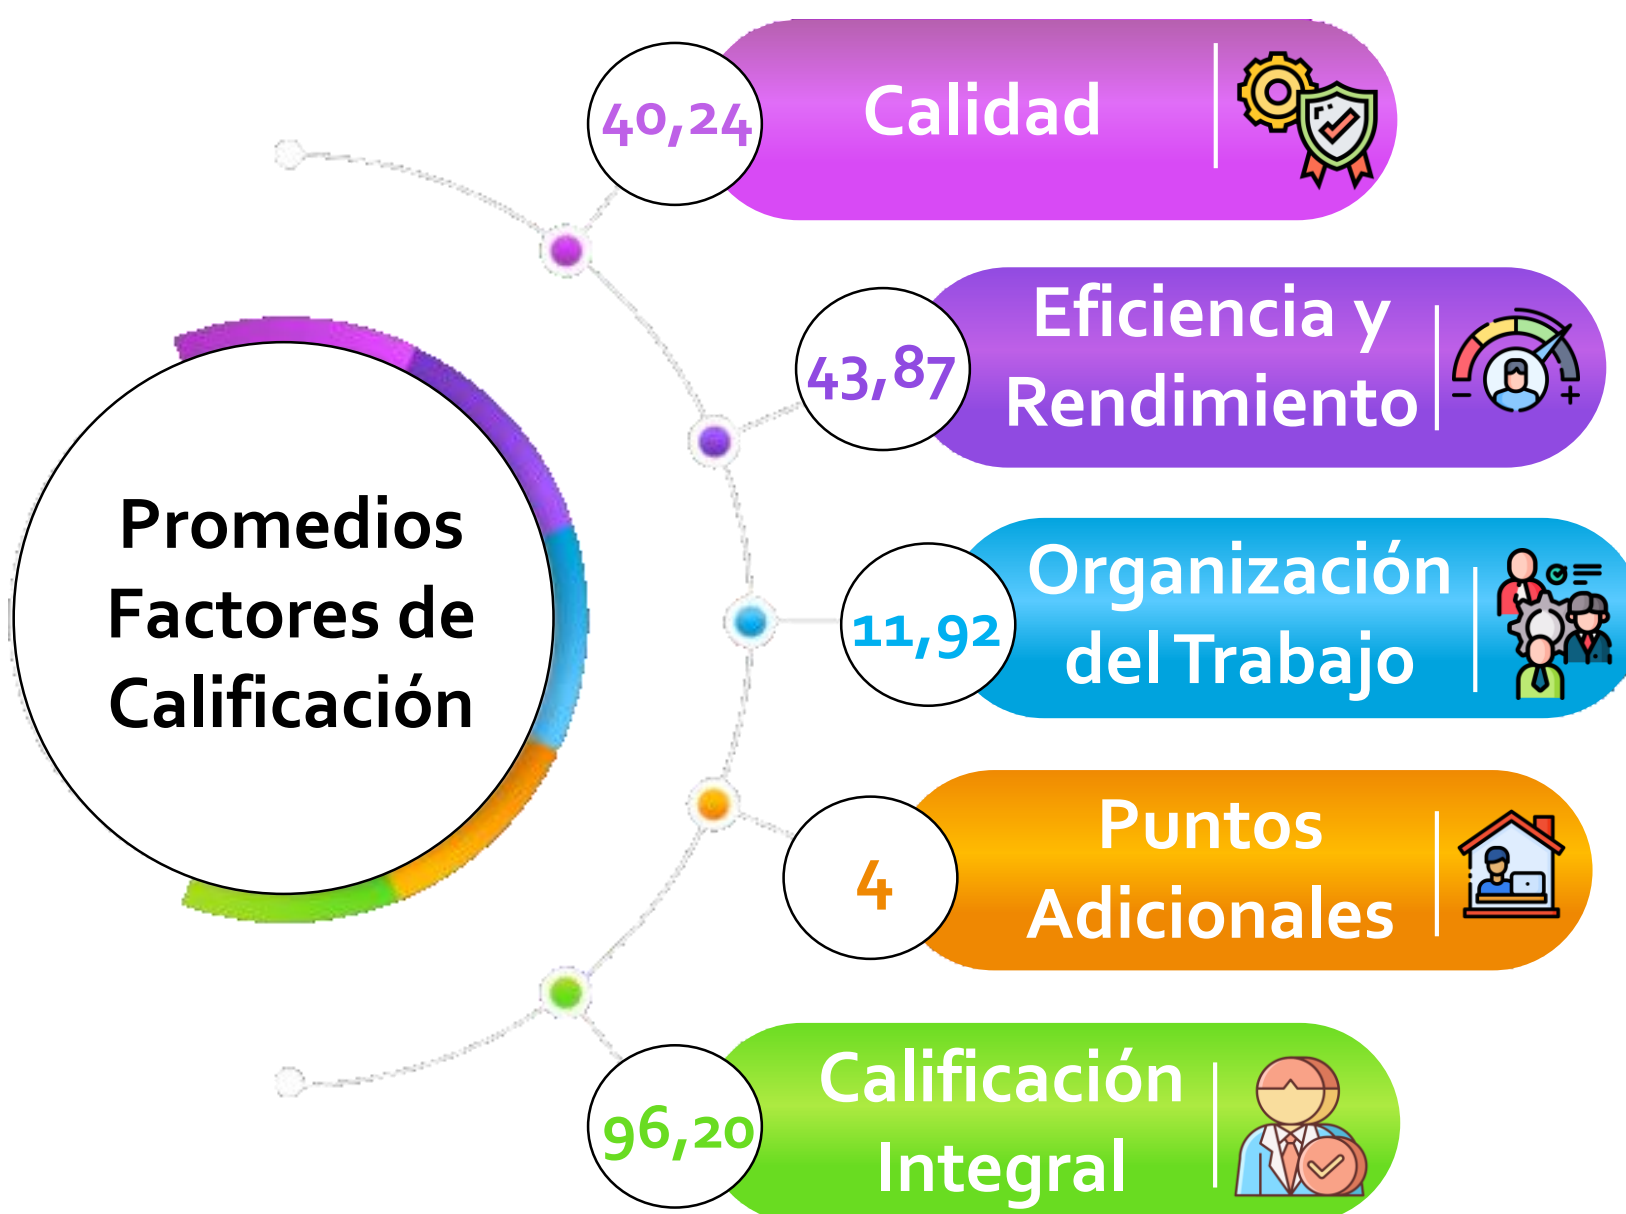 40,24
Calidad
43,87
Eficiencia y
Rendimiento
Promedios
Factores de
Calificación
11,92
Organización
del Trabajo
4
Puntos
Adicionales
96,20
Calificación
Integral